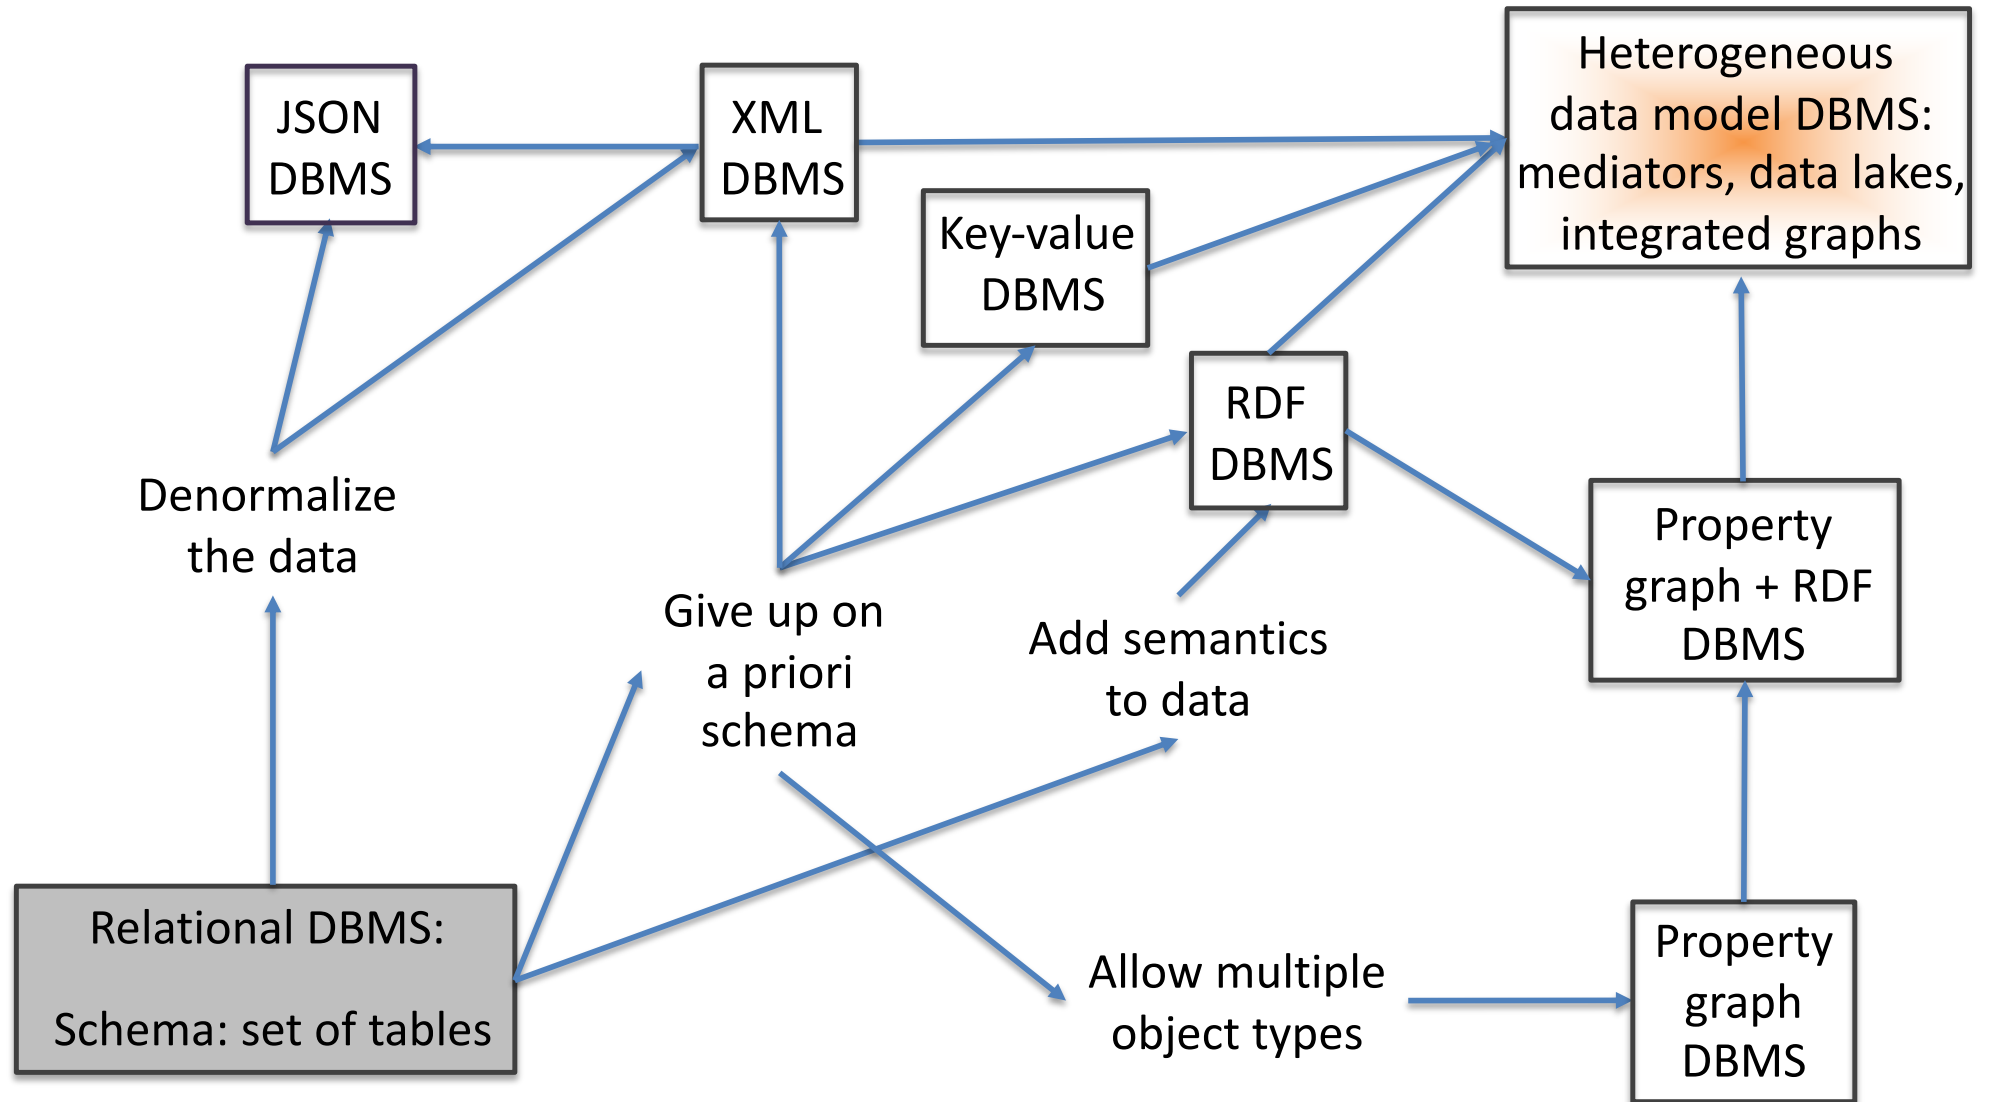 JSON
DBMS
XML
DBMS
Heterogeneous
data model DBMS:
mediators, data lakes,
integrated graphs
Key-value
DBMS
RDF
DBMS
Denormalize
the data
Give up on
a priori
schema
Add semantics
to data
Property
graph + RDF
DBMS
Relational DBMS:
Schema: set of tables
Allow multiple
object types
Property
graph
DBMS